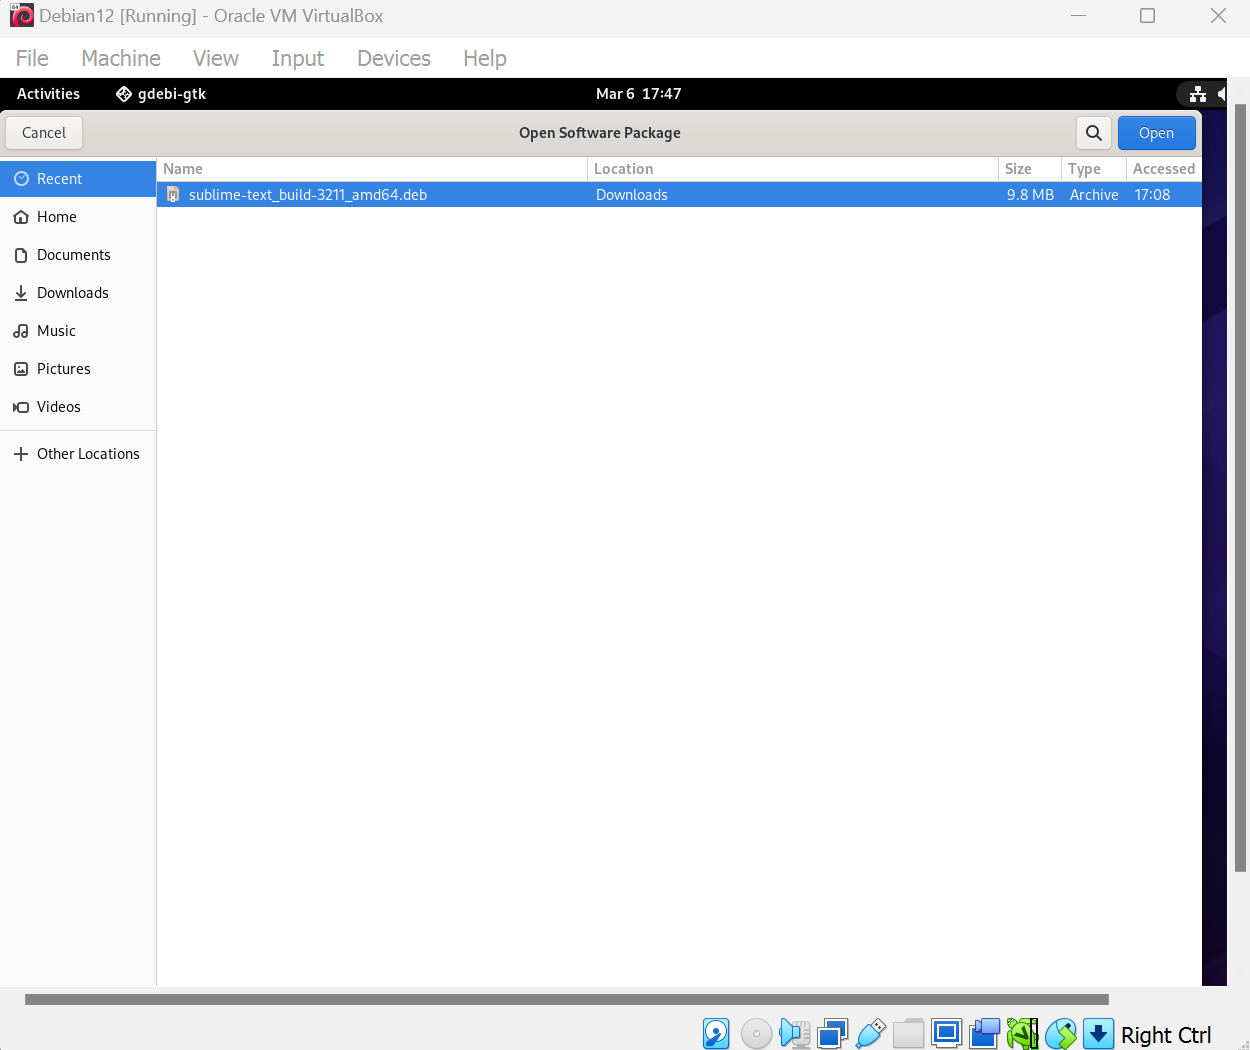 Debian12 [Running] - Oracle VM VirtualBox
File Machine View Input Devices Help
Activities gdebi-gtk Mar 6 17:47
Cancel Open Software Package Open
Name Location Size Type Accessed
Recent
sublime-text_build-3211_amd64.deb Downloads 9.8 MB Archive 17:08
Home
Documents
Downloads
Music
Pictures
Videos
Other Locations
Right Ctrl